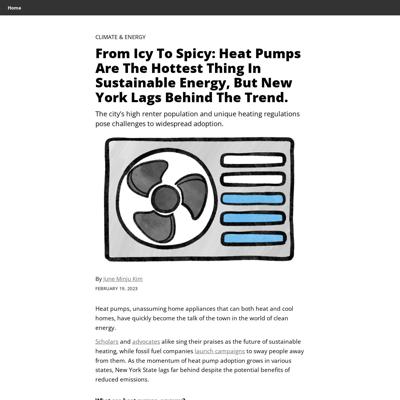 Home
CLIMATE & ENERGY
From Icy To Spicy: Heat Pumps
Are The Hottest Thing In
Sustainable Energy, But New
York Lags Behind The Trend.
The city's high renter population and unique heating regulations
pose challenges to widespread adoption.
By June Minju Kim
FEBRUARY 19, 2023
Heat pumps, unassuming home appliances that can both heat and cool
homes, have quickly become the talk of the town in the world of clean
energy.
Scholars and advocates alike sing their praises as the future of sustainable
heating, while fossil fuel companies launch campaigns to sway people away
from them. As the momentum of heat pump adoption grows in various
states, New York State lags far behind despite the potential benefits of
reduced emissions.